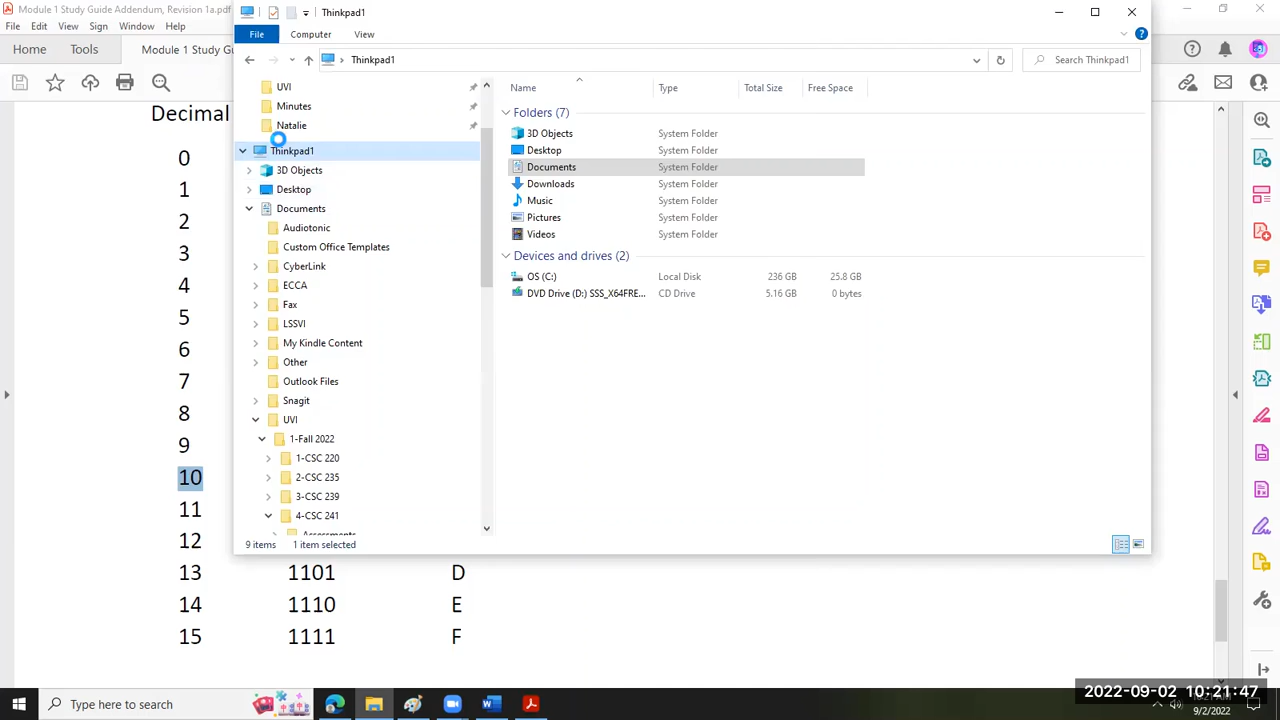 Module 1 Study Guide Addendum, Revision 1a.pdf
Thinkpad1
File Edit View Sign Window
File Computer View
Home Tools Module 1 Study Gu
Thinkpad1
Search Thinkpad1
UVI
Minutes
Natalie
Thinkpad1
3D Objects
Desktop
Documents
Audiotonic
Custom Office Templates
CyberLink
ECCA
Fax
LSSVI
My Kindle Content
Other
Outlook Files
Snagit
UVI
1-Fall 2022
1-CSC 220
2-CSC 235
3-CSC 239
4-CSC 241
Assessments
Name Type Total Size Free Space
Folders (7)
3D Objects System Folder
Desktop System Folder
Documents System Folder
Downloads System Folder
Music System Folder
Pictures System Folder
Videos System Folder
Devices and drives (2)
OS (C:) Local Disk 236 GB 25.8 GB
DVD Drive (D:) SSS_X64FRE... CD Drive 5.16 GB 0 bytes
9 items 1 item selected
Decimal
0
1
2
3
4
5
6
7
8
9
10
11
12
13 1101 D
14 1110 E
15 1111 F
Type here to search
2022-09-02 10:21:47
9/2/2022